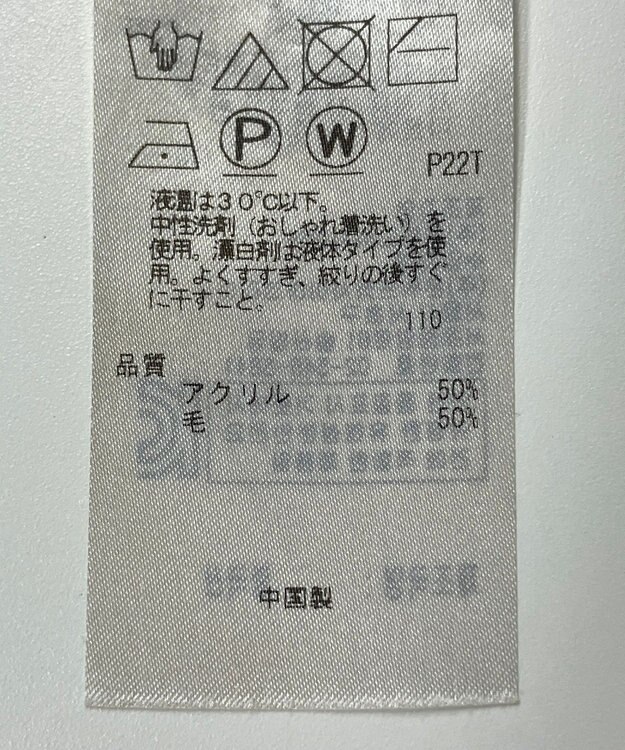 P W
P22T
液温は30℃以下。
中性洗剤（おしゃれ着洗い）を
使用。漂白剤は液体タイプを使
用。よくすすぎ、絞りの後すぐ
に干すこと。
110
品質
アクリル 50%
毛 50%
中国製